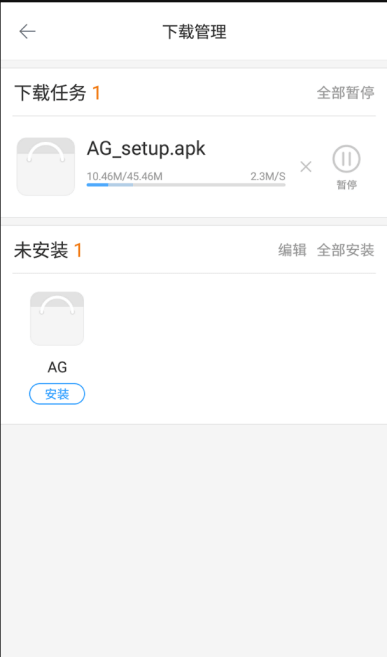 下载管理
下载任务 1 全部暂停
AG_setup.apk
10.46M/45.46M 2.3M/S
暂停
未安装 1 编辑 全部安装
AG
安装